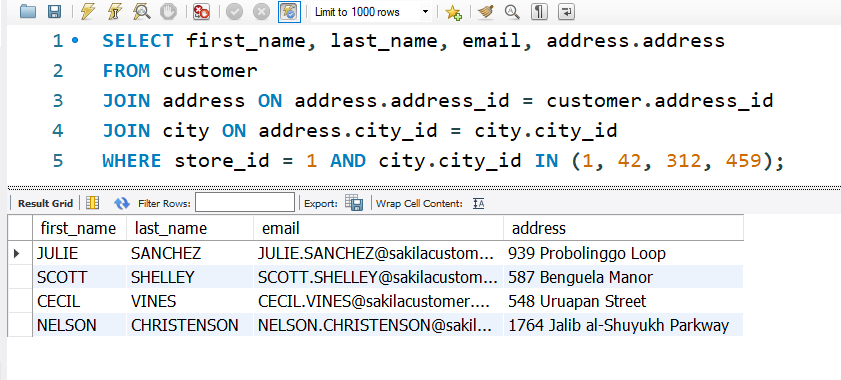 Limit to 1000 rows
1 SELECT first_name, last_name, email, address.address
2 FROM customer
3 JOIN address ON address.address_id = customer.address_id
4 JOIN city ON address.city_id = city.city_id
5 WHERE store_id = 1 AND city.city_id IN (1, 42, 312, 459);
Result Grid Filter Rows: Export: Wrap Cell Content:
first_name last_name email address
JULIE SANCHEZ JULIE.SANCHEZ@sakilacustom... 939 Probolinggo Loop
SCOTT SHELLEY SCOTT.SHELLEY@sakilacustom... 587 Benguela Manor
CECIL VINES CECIL.VINES@sakilacustomer.... 548 Uruapan Street
NELSON CHRISTENSON NELSON.CHRISTENSON@sakil... 1764 Jalib al-Shuyukh Parkway